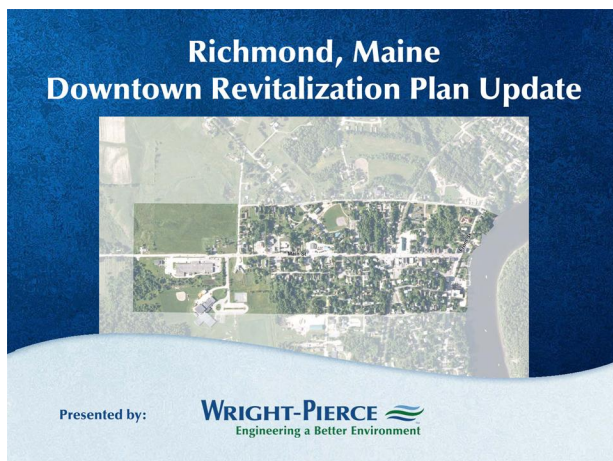 Richmond, Maine
Downtown Revitalization Plan Update
Presented by:
WRIGHT-PIERCE
Engineering a Better Environment